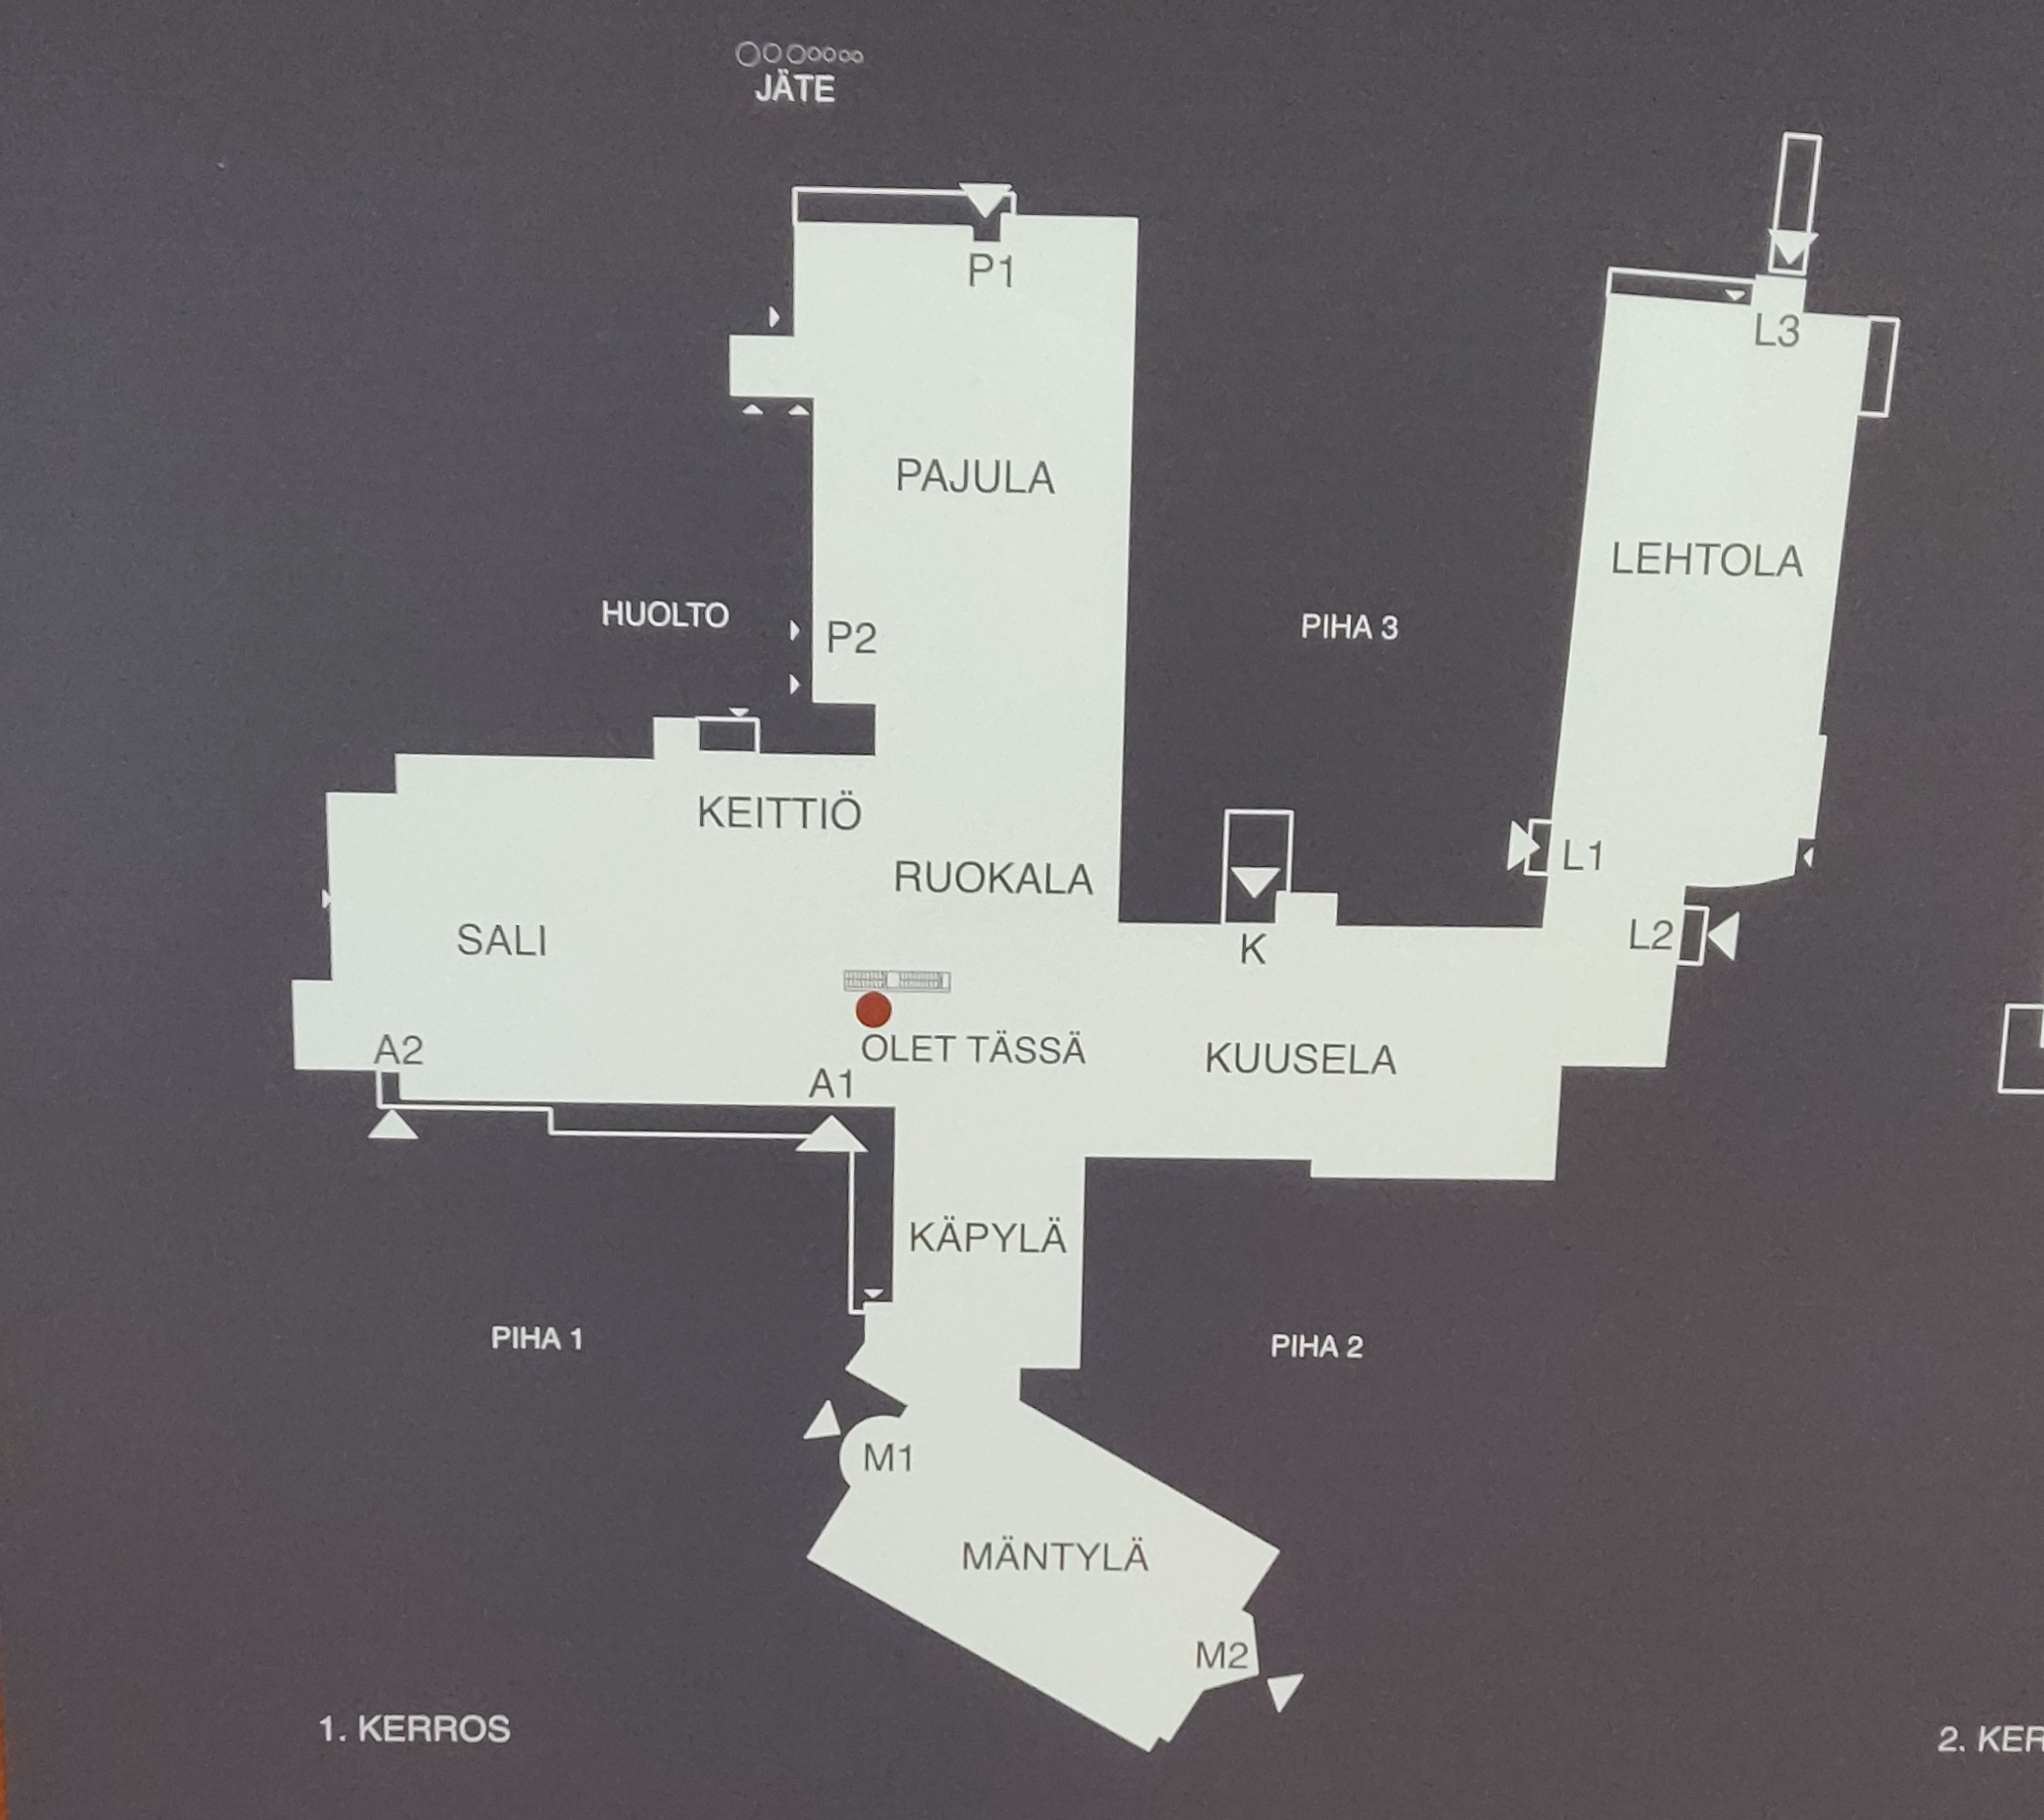 JÄTE
P1
L3
PAJULA
LEHTOLA
HUOLTO
P2
PIHA 3
KEITTIÖ
RUOKALA
L1
SALI
K
L2
A2
OLET TÄSSÄ
KUUSELA
A1
KÄPYLÄ
PIHA 1
PIHA 2
M1
MÄNTYLÄ
M2
1. KERROS
2. KER